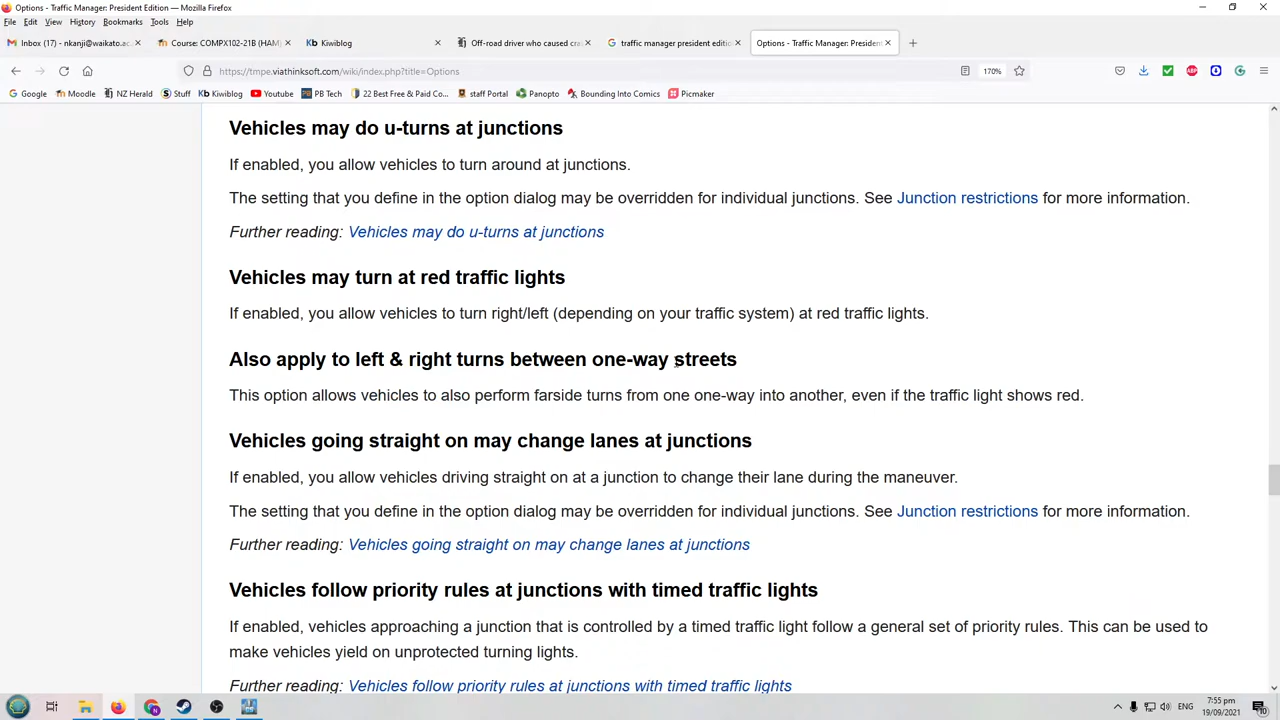 Options - Traffic Manager: President Edition — Mozilla Firefox
File Edit View History Bookmarks Tools Help
Inbox (17) - nkanji@waikato.ac. Course: COMPX102-21B (HAM) Kiwiblog Off-road driver who caused cra traffic manager president editio Options - Traffic Manager: Presiden
https://tmpe.viathinksoft.com/wiki/index.php?title=Options 170%
Google Moodle NZ Herald Stuff Kiwiblog Youtube PB Tech 22 Best Free & Paid Co... staff Portal Panopto Bounding Into Comics Picmaker
Vehicles may do u-turns at junctions
If enabled, you allow vehicles to turn around at junctions.
The setting that you define in the option dialog may be overridden for individual junctions. See Junction restrictions for more information.
Further reading: Vehicles may do u-turns at junctions
Vehicles may turn at red traffic lights
If enabled, you allow vehicles to turn right/left (depending on your traffic system) at red traffic lights.
Also apply to left & right turns between one-way streets
This option allows vehicles to also perform farside turns from one one-way into another, even if the traffic light shows red.
Vehicles going straight on may change lanes at junctions
If enabled, you allow vehicles driving straight on at a junction to change their lane during the maneuver.
The setting that you define in the option dialog may be overridden for individual junctions. See Junction restrictions for more information.
Further reading: Vehicles going straight on may change lanes at junctions
Vehicles follow priority rules at junctions with timed traffic lights
If enabled, vehicles approaching a junction that is controlled by a timed traffic light follow a general set of priority rules. This can be used to
make vehicles yield on unprotected turning lights.
Further reading: Vehicles follow priority rules at junctions with timed traffic lights
ENG 7:55 pm
19/09/2021